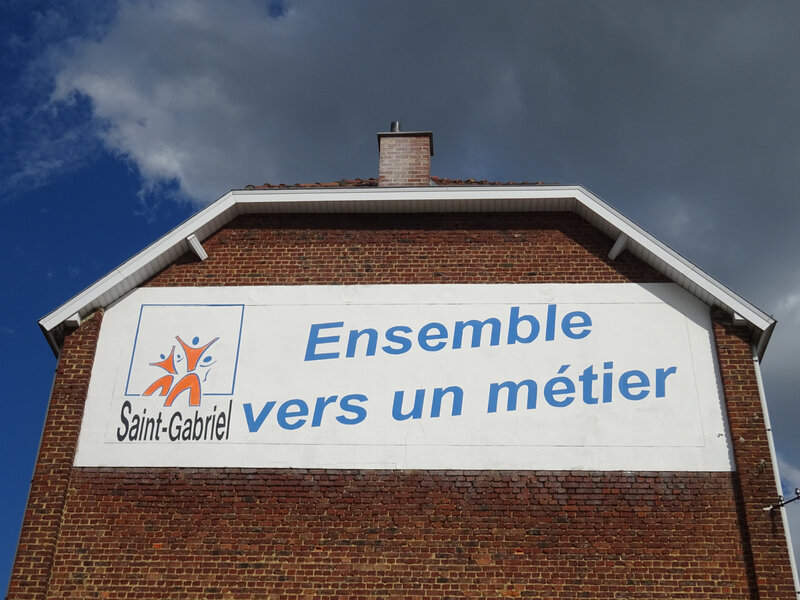 Ensemble
vers un métier
Saint-Gabriel